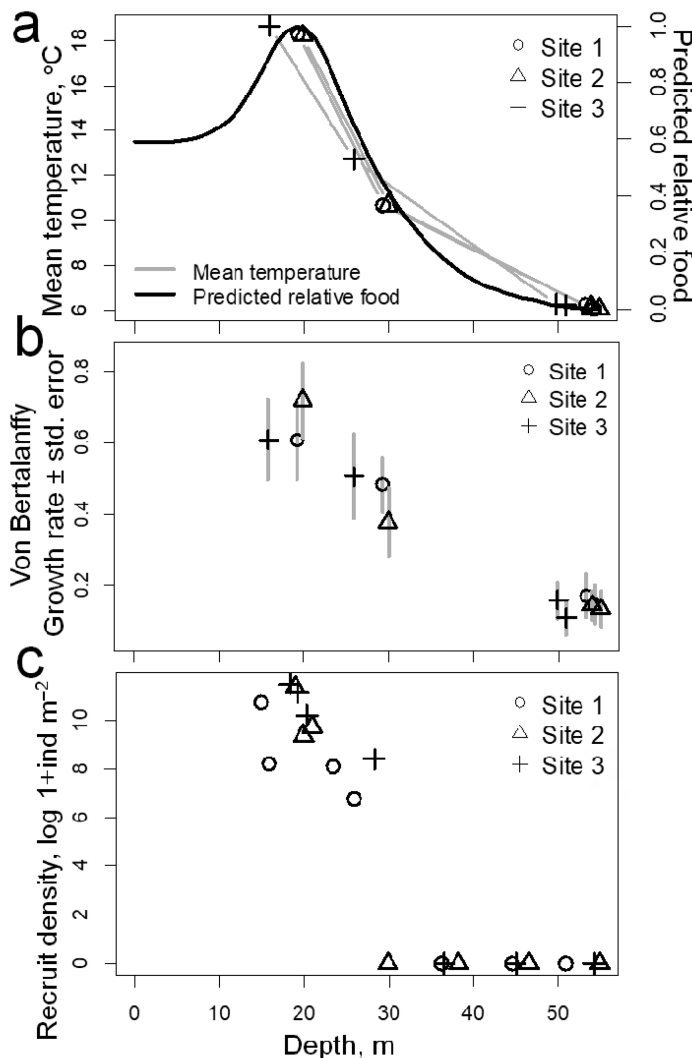 a
Mean temperature, °C
18
16
14
12
10
8
6
Site 1
Site 2
Site 3
Mean temperature
Predicted relative food
1.0
0.8
0.6
0.4
0.2
0.0
Predicted relative
food
b
Von Bertalanffy
Growth rate ± std. error
0.8
0.6
0.4
0.2
Site 1
Site 2
Site 3
c
Recruit density, log 1+ind m⁻²
10
8
6
4
2
0
Site 1
Site 2
Site 3
0 10 20 30 40 50
Depth, m